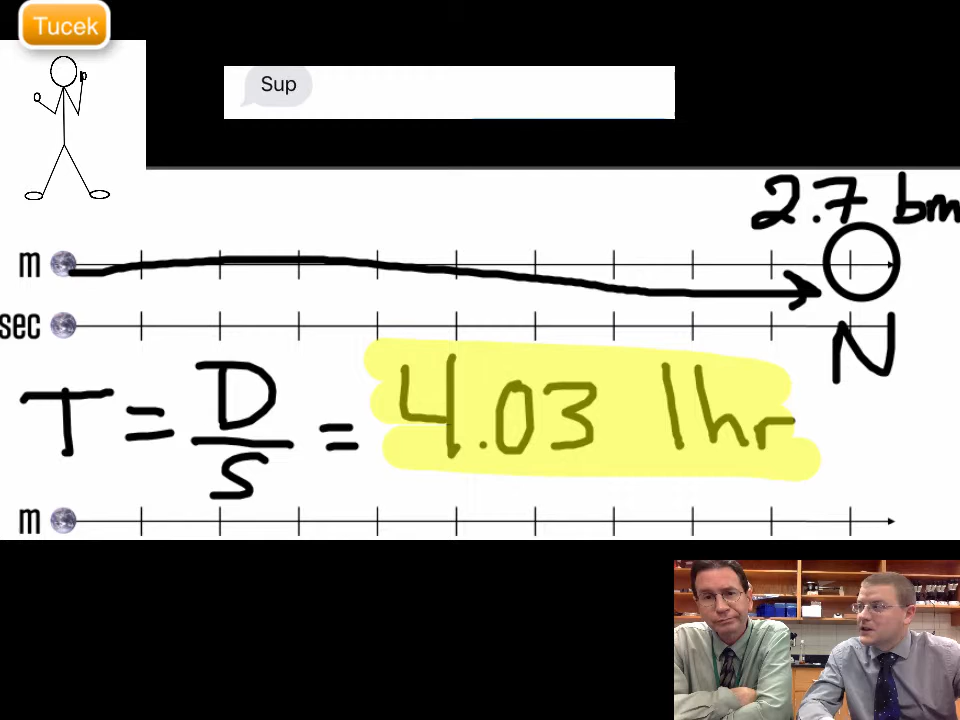 Tucek
Sup
2.7 bm
m
sec
N
T = D/S = 4.03 lhr
m